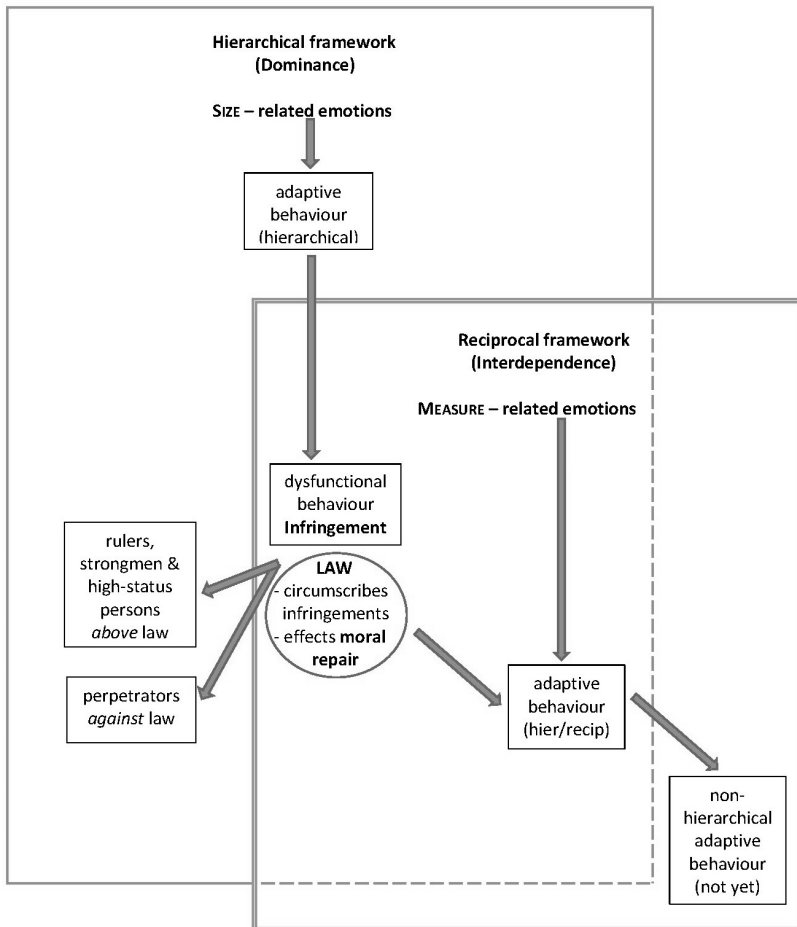 Hierarchical framework
(Dominance)
SIZE – related emotions
adaptive
behaviour
(hierarchical)
Reciprocal framework
(Interdependence)
MEASURE – related emotions
dysfunctional
behaviour
Infringement
rulers,
strongmen &
high-status
persons
above law
LAW
- circumscribes
infringements
- effects moral
repair
perpetrators
against law
adaptive
behaviour
(hier/recip)
non-
hierarchical
adaptive
behaviour
(not yet)